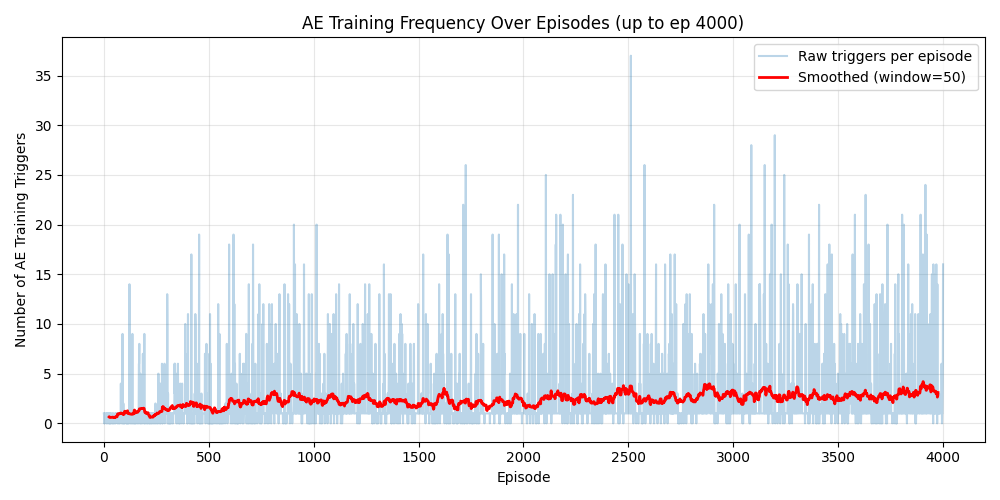 AE Training Frequency Over Episodes (up to ep 4000)
Raw triggers per episode
Smoothed (window=50)
Number of AE Training Triggers
35
30
25
20
15
10
5
0
0 500 1000 1500 2000 2500 3000 3500 4000
Episode